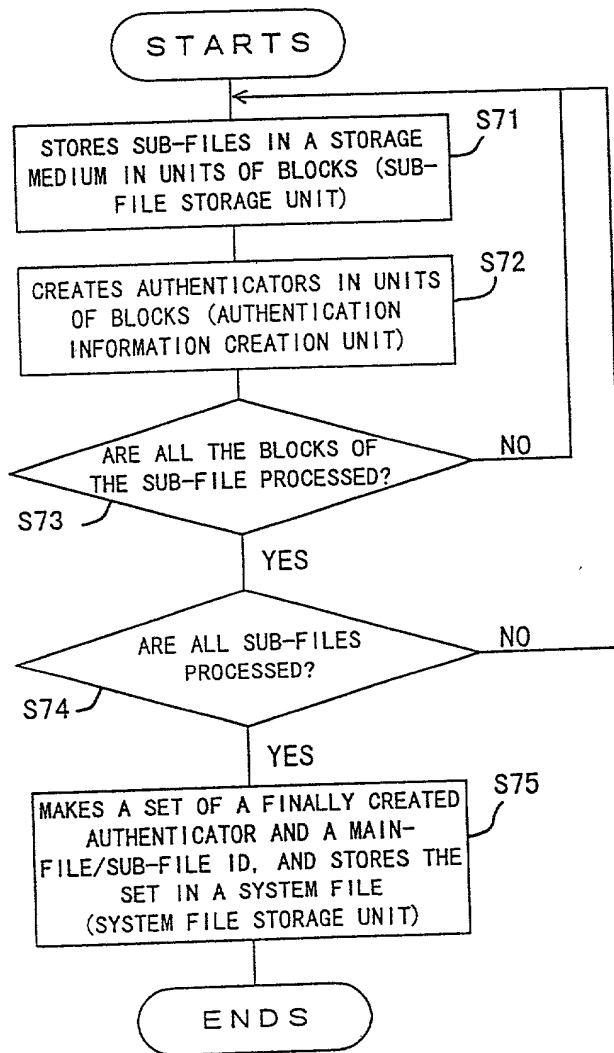 STARTS
STORES SUB-FILES IN A STORAGE
MEDIUM IN UNITS OF BLOCKS (SUB-
FILE STORAGE UNIT)
S71
CREATES AUTHENTICATORS IN UNITS
OF BLOCKS (AUTHENTICATION
INFORMATION CREATION UNIT)
S72
ARE ALL THE BLOCKS OF
THE SUB-FILE PROCESSED?
NO
S73
YES
ARE ALL SUB-FILES
PROCESSED?
NO
S74
YES
MAKES A SET OF A FINALLY CREATED
AUTHENTICATOR AND A MAIN-
FILE/SUB-FILE ID, AND STORES THE
SET IN A SYSTEM FILE
(SYSTEM FILE STORAGE UNIT)
S75
ENDS